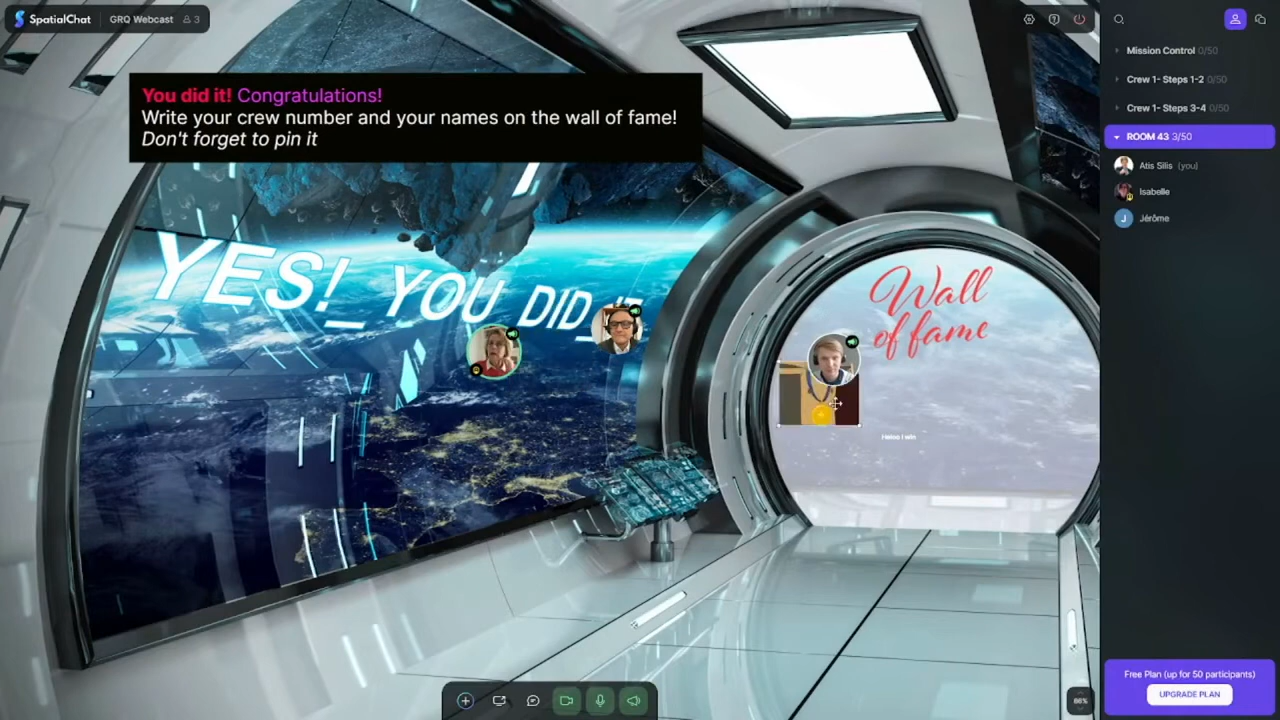 SpatialChat
GRQ Webcast
3
You did it! Congratulations!
Write your crew number and your names on the wall of fame!
Don't forget to pin it
YES!_ YOU DID_
Wall
of fame
Mission Control 0/50
Crew 1- Steps 1-2 0/50
Crew 1- Steps 3-4 0/50
ROOM 43 3/50
Atis Silis (you)
Isabelle
J
Jérôme
Free Plan (up for 50 participants)
UPGRADE PLAN
86%